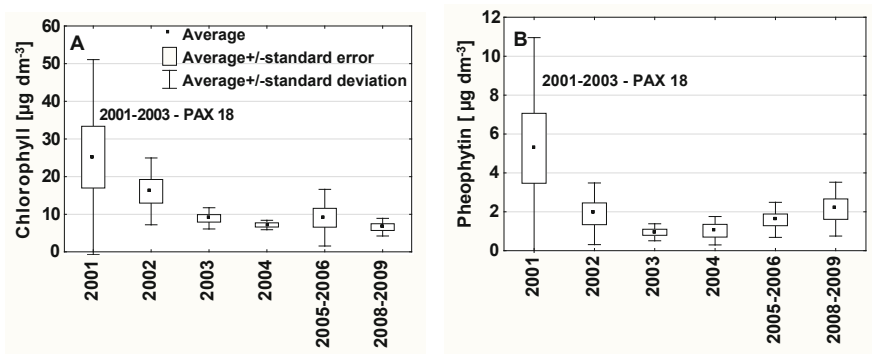 A
Average
Average+/-standard error
Average+/-standard deviation
2001-2003 - PAX 18
Chlorophyll [µg dm-3]
60
50
40
30
20
10
0
2001
2002
2003
2004
2005-2006
2008-2009
B
2001-2003 - PAX 18
Pheophytin [ µg dm-3]
12
10
8
6
4
2
0
2001
2002
2003
2004
2005-2006
2008-2009